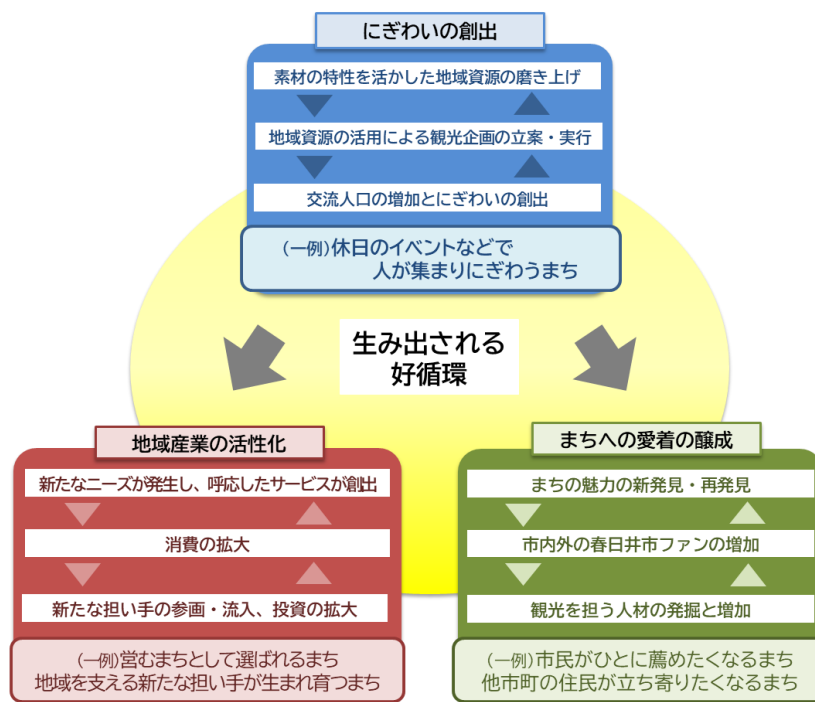 にぎわいの創出
素材の特性を活かした地域資源の磨き上げ
地域資源の活用による観光企画の立案・実行
交流人口の増加とにぎわいの創出
(一例)休日のイベントなどで
人が集まりにぎわうまち
生み出される
好循環
地域産業の活性化
新たなニーズが発生し、呼応したサービスが創出
消費の拡大
新たな担い手の参画・流入、投資の拡大
(一例)営むまちとして選ばれるまち
地域を支える新たな担い手が生まれ育つまち
まちへの愛着の醸成
まちの魅力の新発見・再発見
市内外の春日井市ファンの増加
観光を担う人材の発掘と増加
(一例)市民がひとに薦めたくなるまち
他市町の住民が立ち寄りたくなるまち